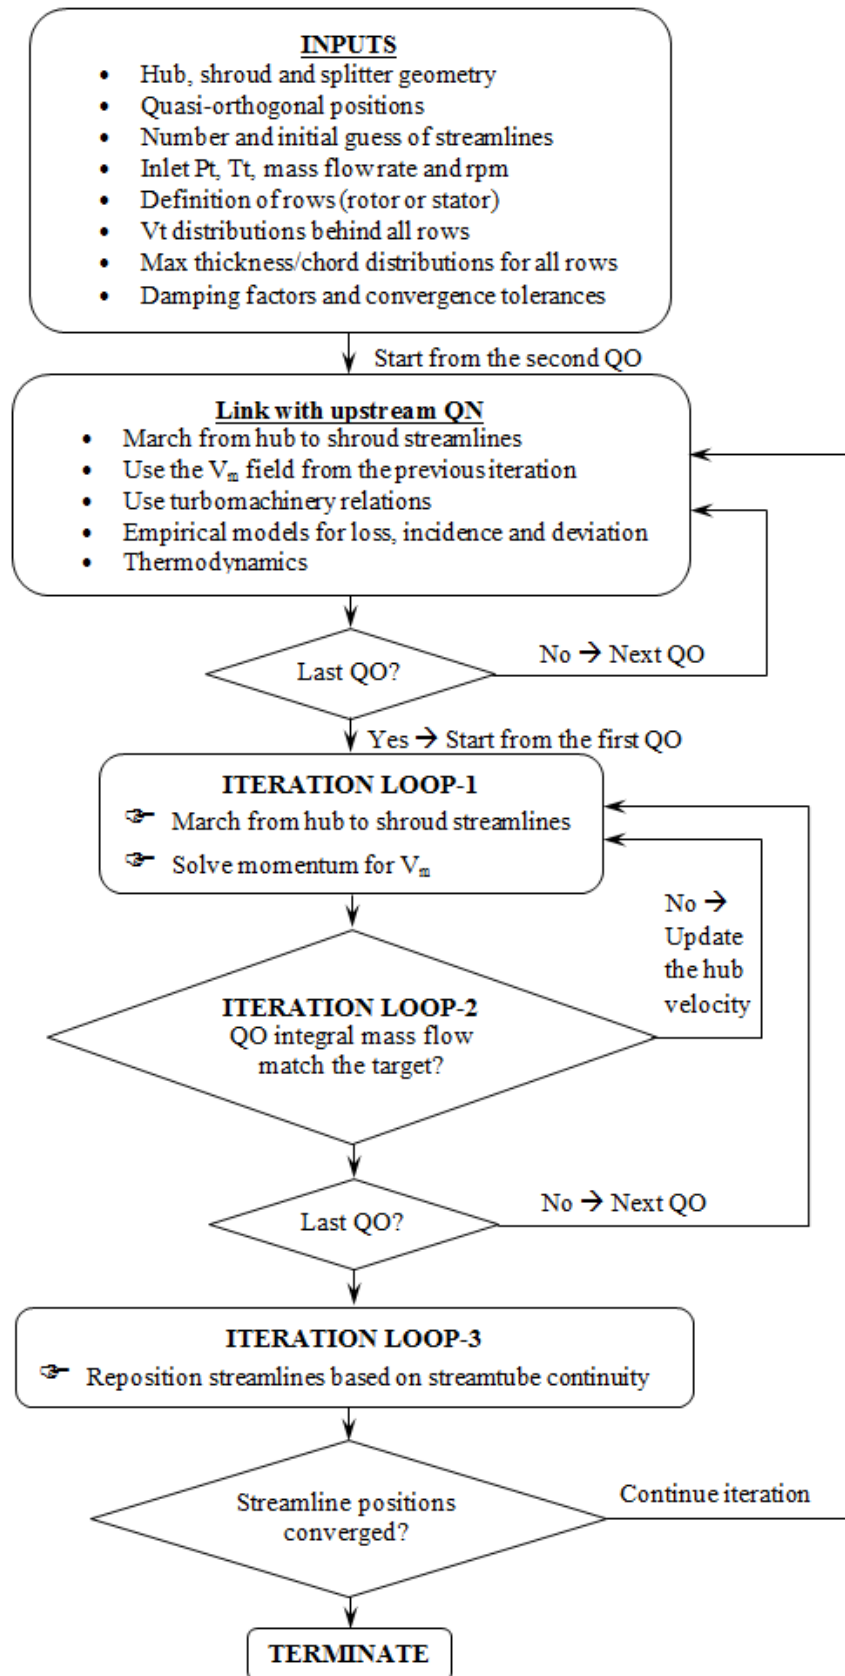 INPUTS
• Hub, shroud and splitter geometry
• Quasi-orthogonal positions
• Number and initial guess of streamlines
• Inlet Pt, Tt, mass flow rate and rpm
• Definition of rows (rotor or stator)
• Vt distributions behind all rows
• Max thickness/chord distributions for all rows
• Damping factors and convergence tolerances
Start from the second QO
Link with upstream QN
• March from hub to shroud streamlines
• Use the Vm field from the previous iteration
• Use turbomachinery relations
• Empirical models for loss, incidence and deviation
• Thermodynamics
Last QO?
No → Next QO
Yes → Start from the first QO
ITERATION LOOP-1
☞ March from hub to shroud streamlines
☞ Solve momentum for Vm
No →
Update
the hub
velocity
ITERATION LOOP-2
QO integral mass flow
match the target?
Last QO?
No → Next QO
ITERATION LOOP-3
☞ Reposition streamlines based on streamtube continuity
Streamline positions
converged?
Continue iteration
TERMINATE